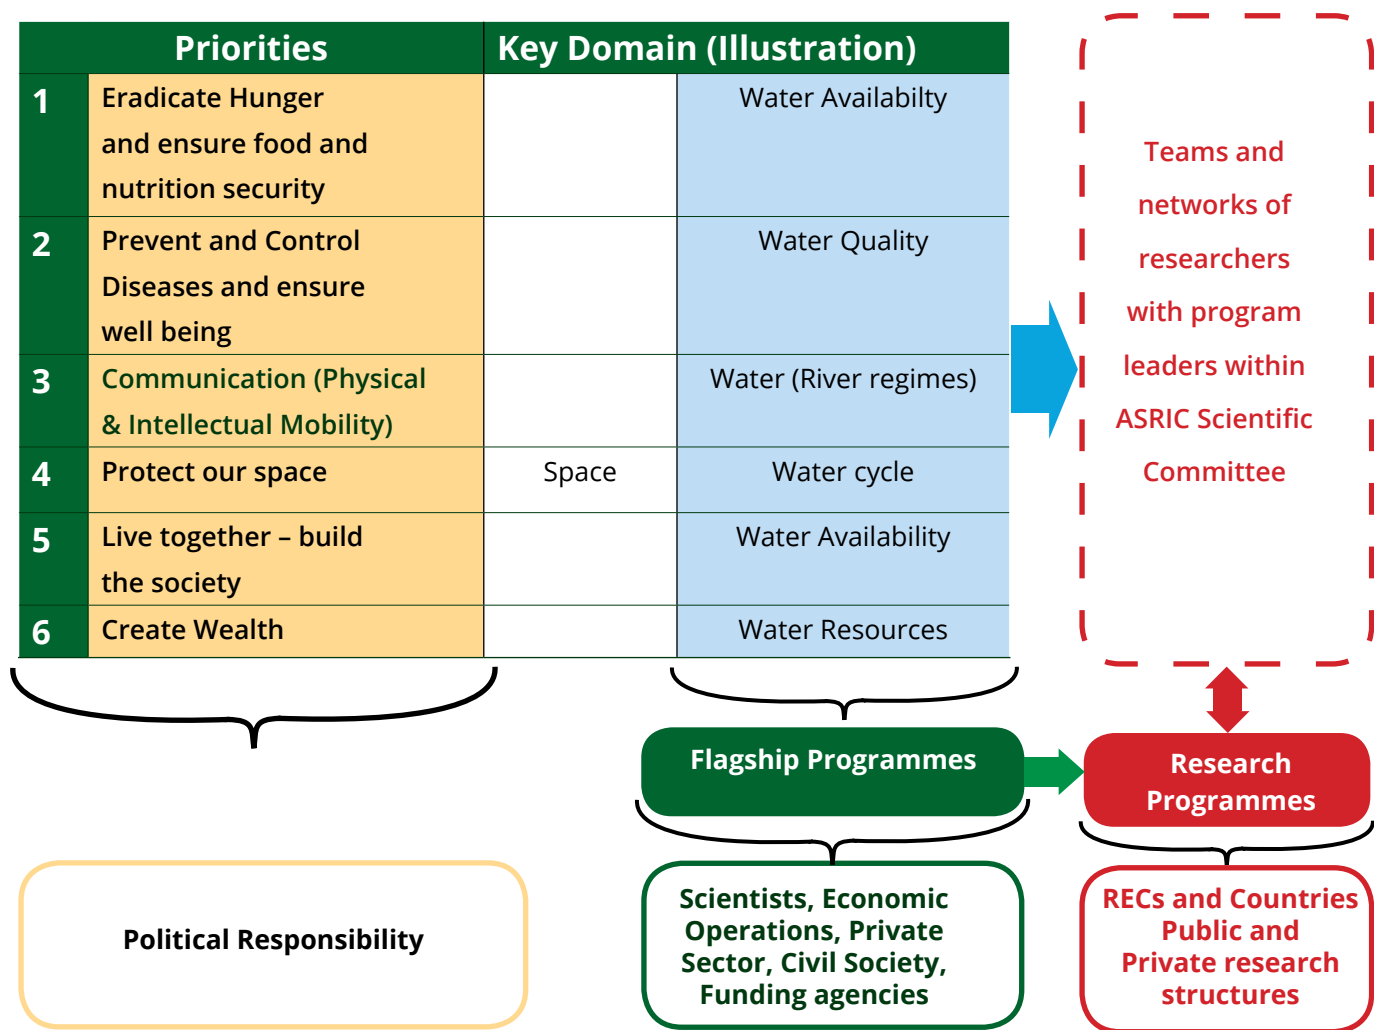 Priorities
Key Domain (Illustration)
1
Eradicate Hunger
and ensure food and
nutrition security
Water Availabilty
2
Prevent and Control
Diseases and ensure
well being
Water Quality
3
Communication (Physical
& Intellectual Mobility)
Water (River regimes)
4
Protect our space
Space
Water cycle
5
Live together – build
the society
Water Availability
6
Create Wealth
Water Resources
Teams and
networks of
researchers
with program
leaders within
ASRIC Scientific
Committee
Flagship Programmes
Research
Programmes
Political Responsibility
Scientists, Economic
Operations, Private
Sector, Civil Society,
Funding agencies
RECs and Countries
Public and
Private research
structures